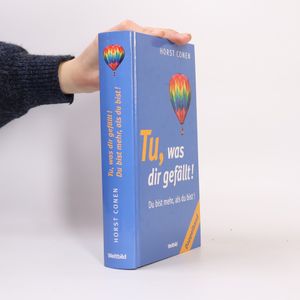 HORST CONEN
Tu, was
dir gefällt!
Du bist mehr, als du bist!
Weltbild
Tu, was dir gefällt!
Du bist mehr, als du bist!
HORST CONEN
Weltbild